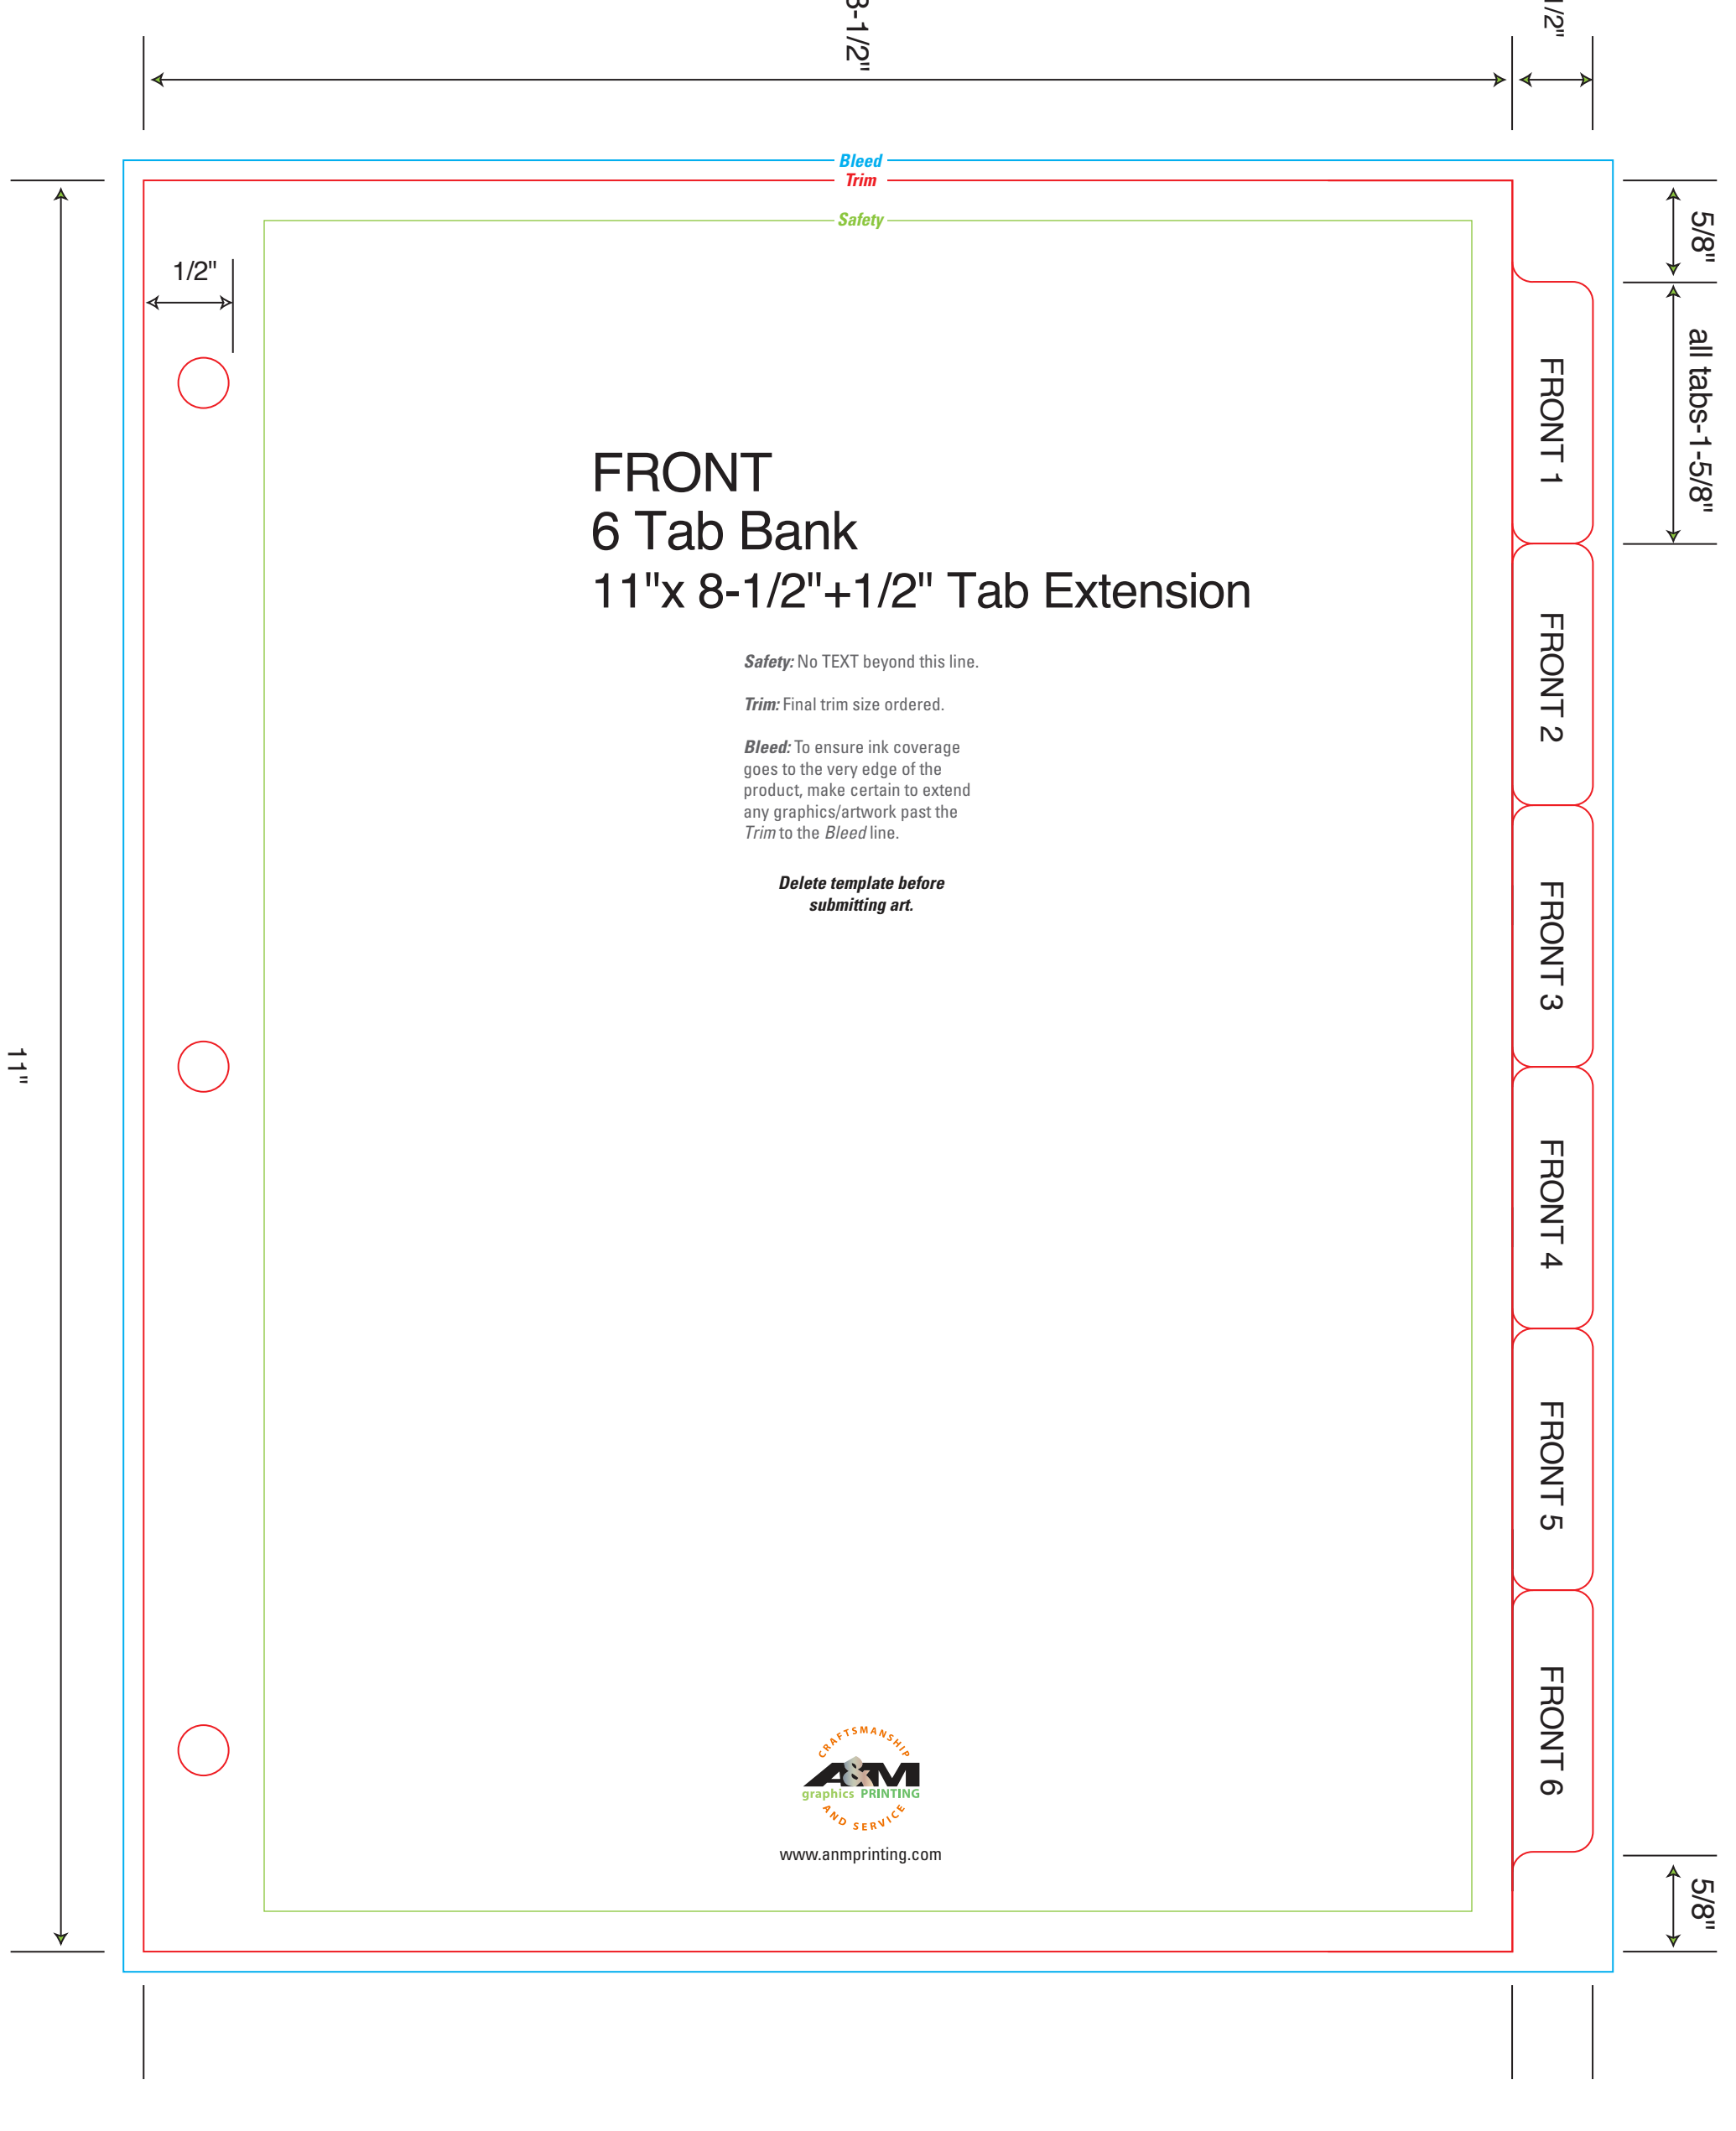 8-1/2"
1/2"
Bleed
Trim
Safety
5/8"
1/2"
all tabs-1-5/8"
FRONT 1
FRONT
6 Tab Bank
11"x 8-1/2"+1/2" Tab Extension
FRONT 2
Safety: No TEXT beyond this line.
Trim: Final trim size ordered.
Bleed: To ensure ink coverage
goes to the very edge of the
product, make certain to extend
any graphics/artwork past the
Trim to the Bleed line.
Delete template before
submitting art.
FRONT 3
11"
FRONT 4
FRONT 5
FRONT 6
CRAFTSMANSHIP
A&M
graphics PRINTING
AND SERVICE
www.anmprinting.com
5/8"